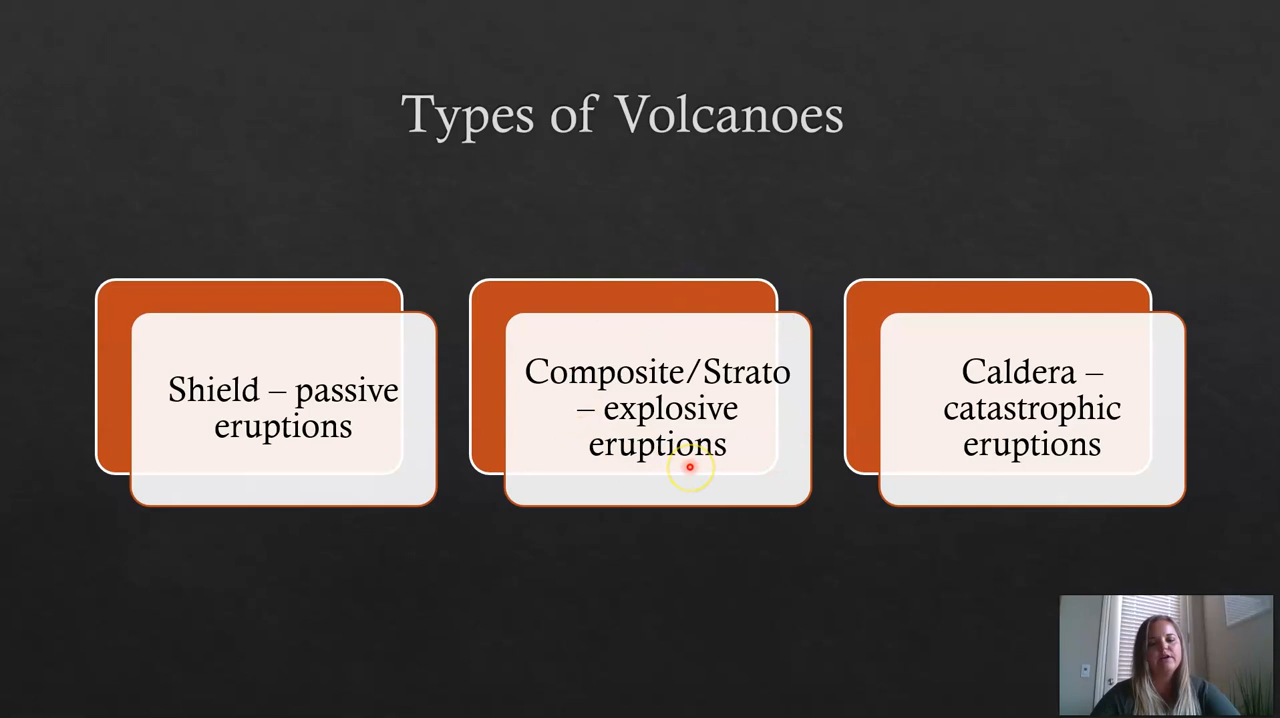 Types of Volcanoes
Shield – passive
eruptions
Composite/Strato
– explosive
eruptions
Caldera –
catastrophic
eruptions